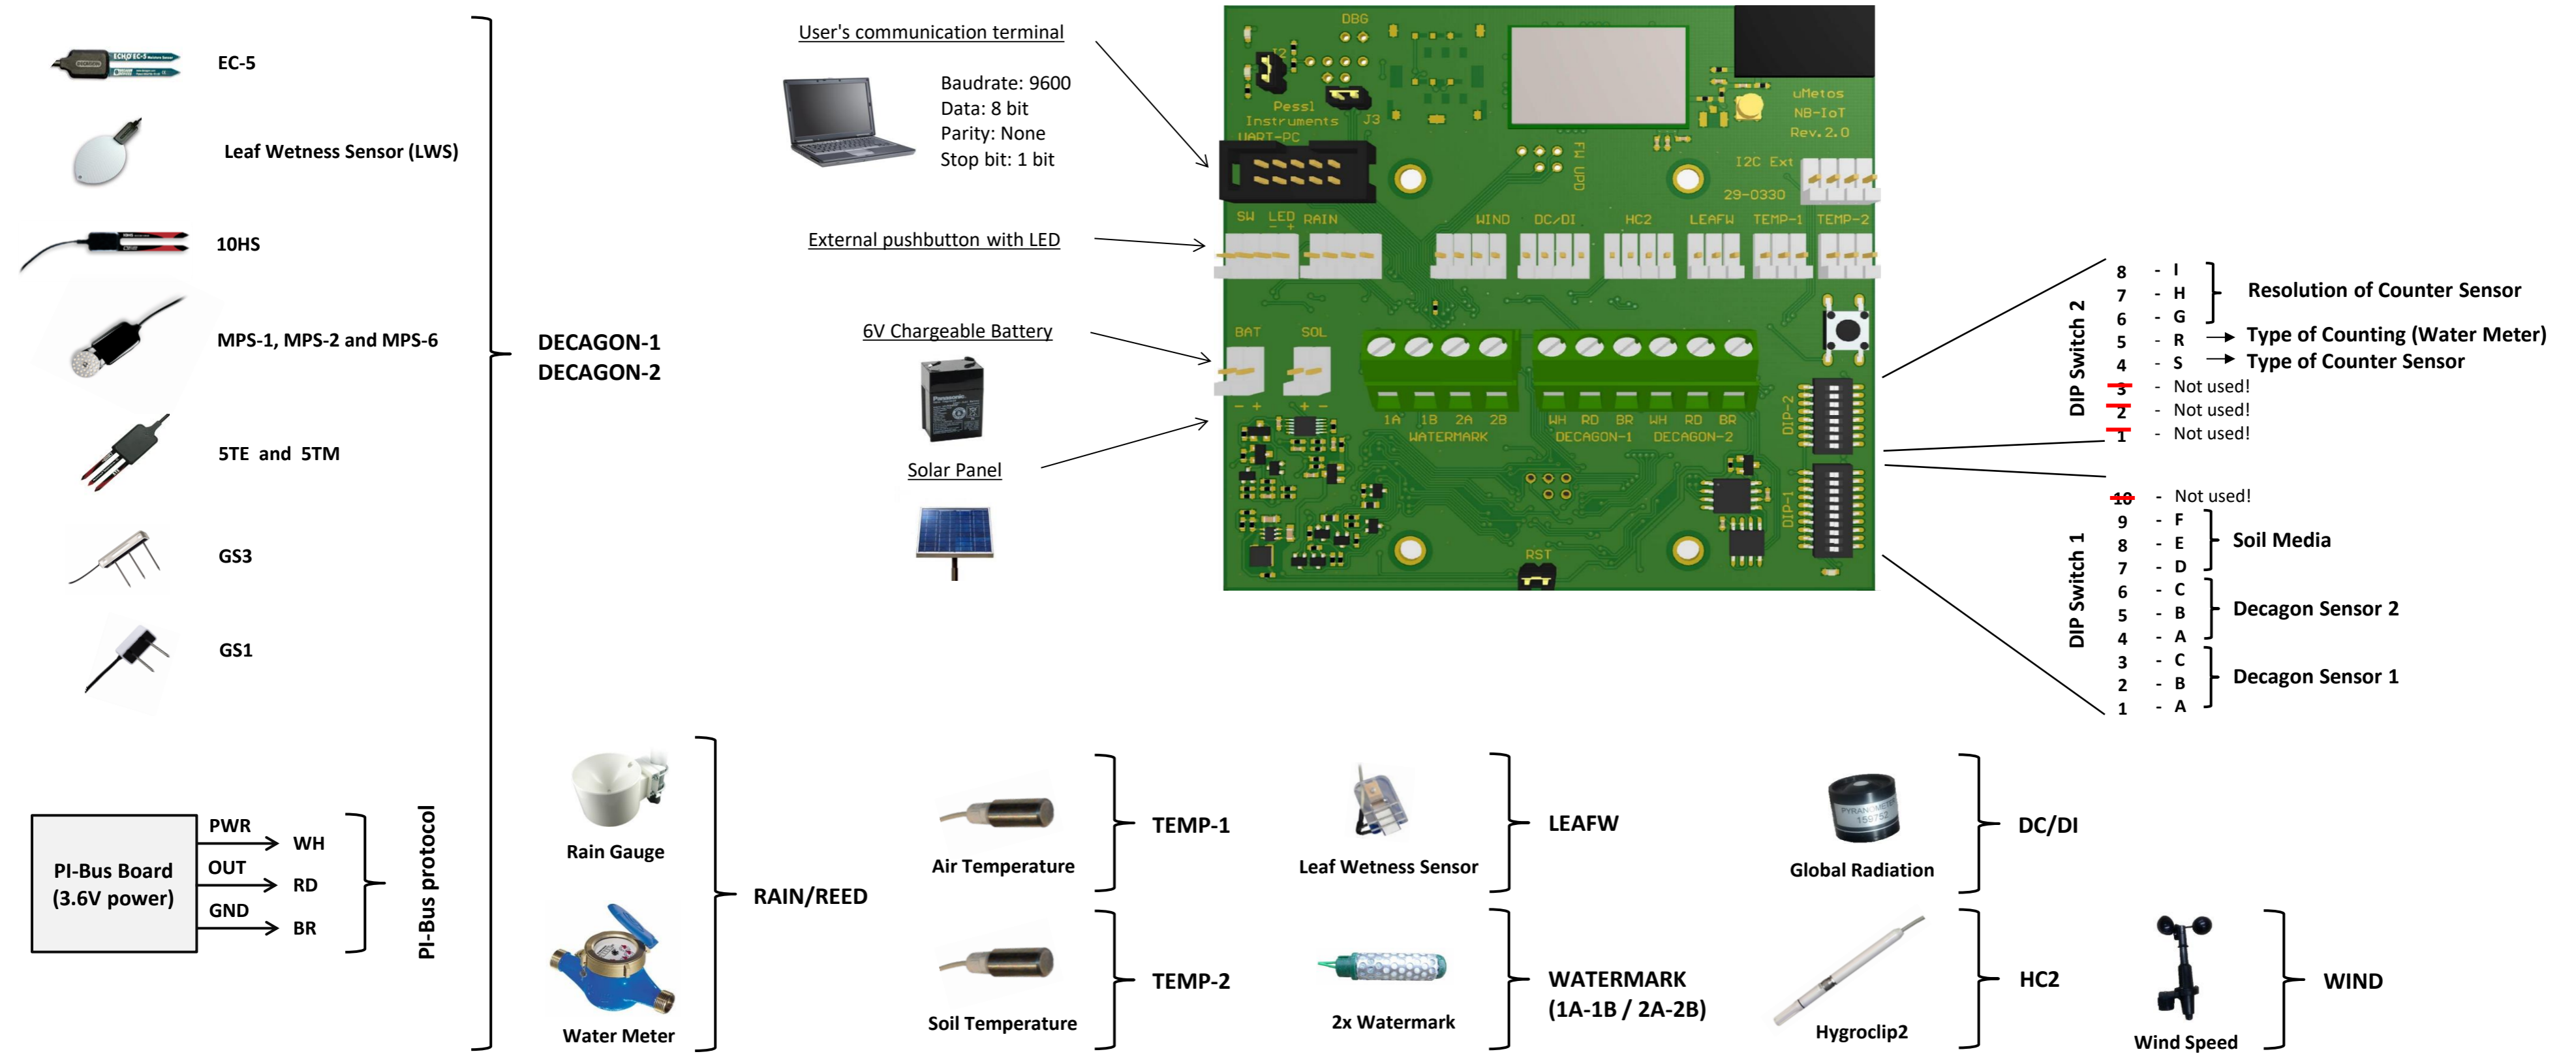 EC-5
Leaf Wetness Sensor (LWS)
10HS
MPS-1, MPS-2 and MPS-6
5TE and 5TM
GS3
GS1
DECAGON-1
DECAGON-2
PI-Bus Board
(3.6V power)
PWR
OUT
GND
WH
RD
BR
PI-Bus protocol
User's communication terminal
Baudrate: 9600
Data: 8 bit
Parity: None
Stop bit: 1 bit
External pushbutton with LED
6V Chargeable Battery
Panasonic
Solar Panel
DBG
J2
Pessl
Instruments
J3
UART-PC
uMetos
NB-IoT
Rev.2.0
FW UPD
I2C Ext
29-0330
SW LED RAIN WIND DC/DI HC2 LEAFW TEMP-1 TEMP-2
- +
BAT SOL
- + + -
1A 1B 2A 2B
WATERMARK
WH RD BR WH RD BR
DECAGON-1 DECAGON-2
DIP-2
DIP-1
RST
DIP Switch 2
8 - I
7 - H
6 - G
Resolution of Counter Sensor
5 - R Type of Counting (Water Meter)
4 - S Type of Counter Sensor
3 - Not used!
2 - Not used!
1 - Not used!
DIP Switch 1
10 - Not used!
9 - F
8 - E
7 - D
Soil Media
6 - C
5 - B
4 - A
Decagon Sensor 2
3 - C
2 - B
1 - A
Decagon Sensor 1
Rain Gauge
Water Meter
RAIN/REED
Air Temperature
TEMP-1
Soil Temperature
TEMP-2
Leaf Wetness Sensor
LEAFW
2x Watermark
WATERMARK
(1A-1B / 2A-2B)
PYRANOMETER
159752
Global Radiation
DC/DI
Hygroclip2
HC2
Wind Speed
WIND